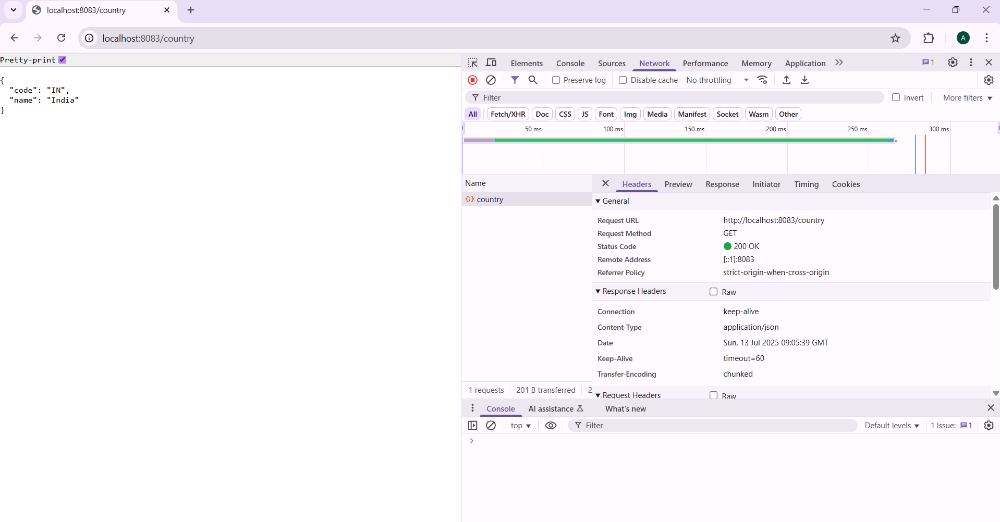 localhost:8083/country
localhost:8083/country
A
Pretty-print
{
"code": "IN",
"name": "India"
}
Elements Console Sources Network Performance Memory Application 1
Preserve log Disable cache No throttling
Filter Invert More filters
All Fetch/XHR Doc CSS JS Font Img Media Manifest Socket Wasm Other
50 ms 100 ms 150 ms 200 ms 250 ms 300 ms
Name
country
1 requests 201 B transferred 2
Headers Preview Response Initiator Timing Cookies
General
Request URL http://localhost:8083/country
Request Method GET
Status Code 200 OK
Remote Address [::1]:8083
Referrer Policy strict-origin-when-cross-origin
Response Headers Raw
Connection keep-alive
Content-Type application/json
Date Sun, 13 Jul 2025 09:05:39 GMT
Keep-Alive timeout=60
Transfer-Encoding chunked
Request Headers Raw
Console AI assistance What's new
top Filter Default levels 1 Issue: 1